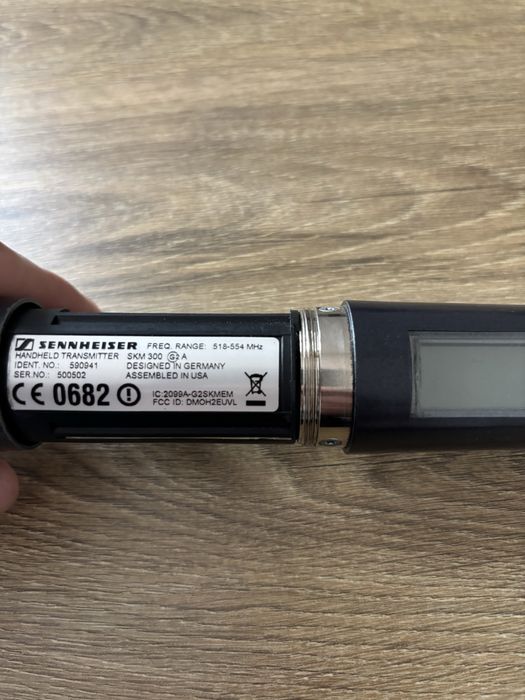 SENNHEISER FREQ. RANGE: 518-554 MHz
HANDHELD TRANSMITTER SKM 300 G2 A
IDENT. NO.: 590941 DESIGNED IN GERMANY
SER.NO.: 500502 ASSEMBLED IN USA
CE 0682 IC:2099A-G2SKMEM
FCC ID: DMOH2EUVL